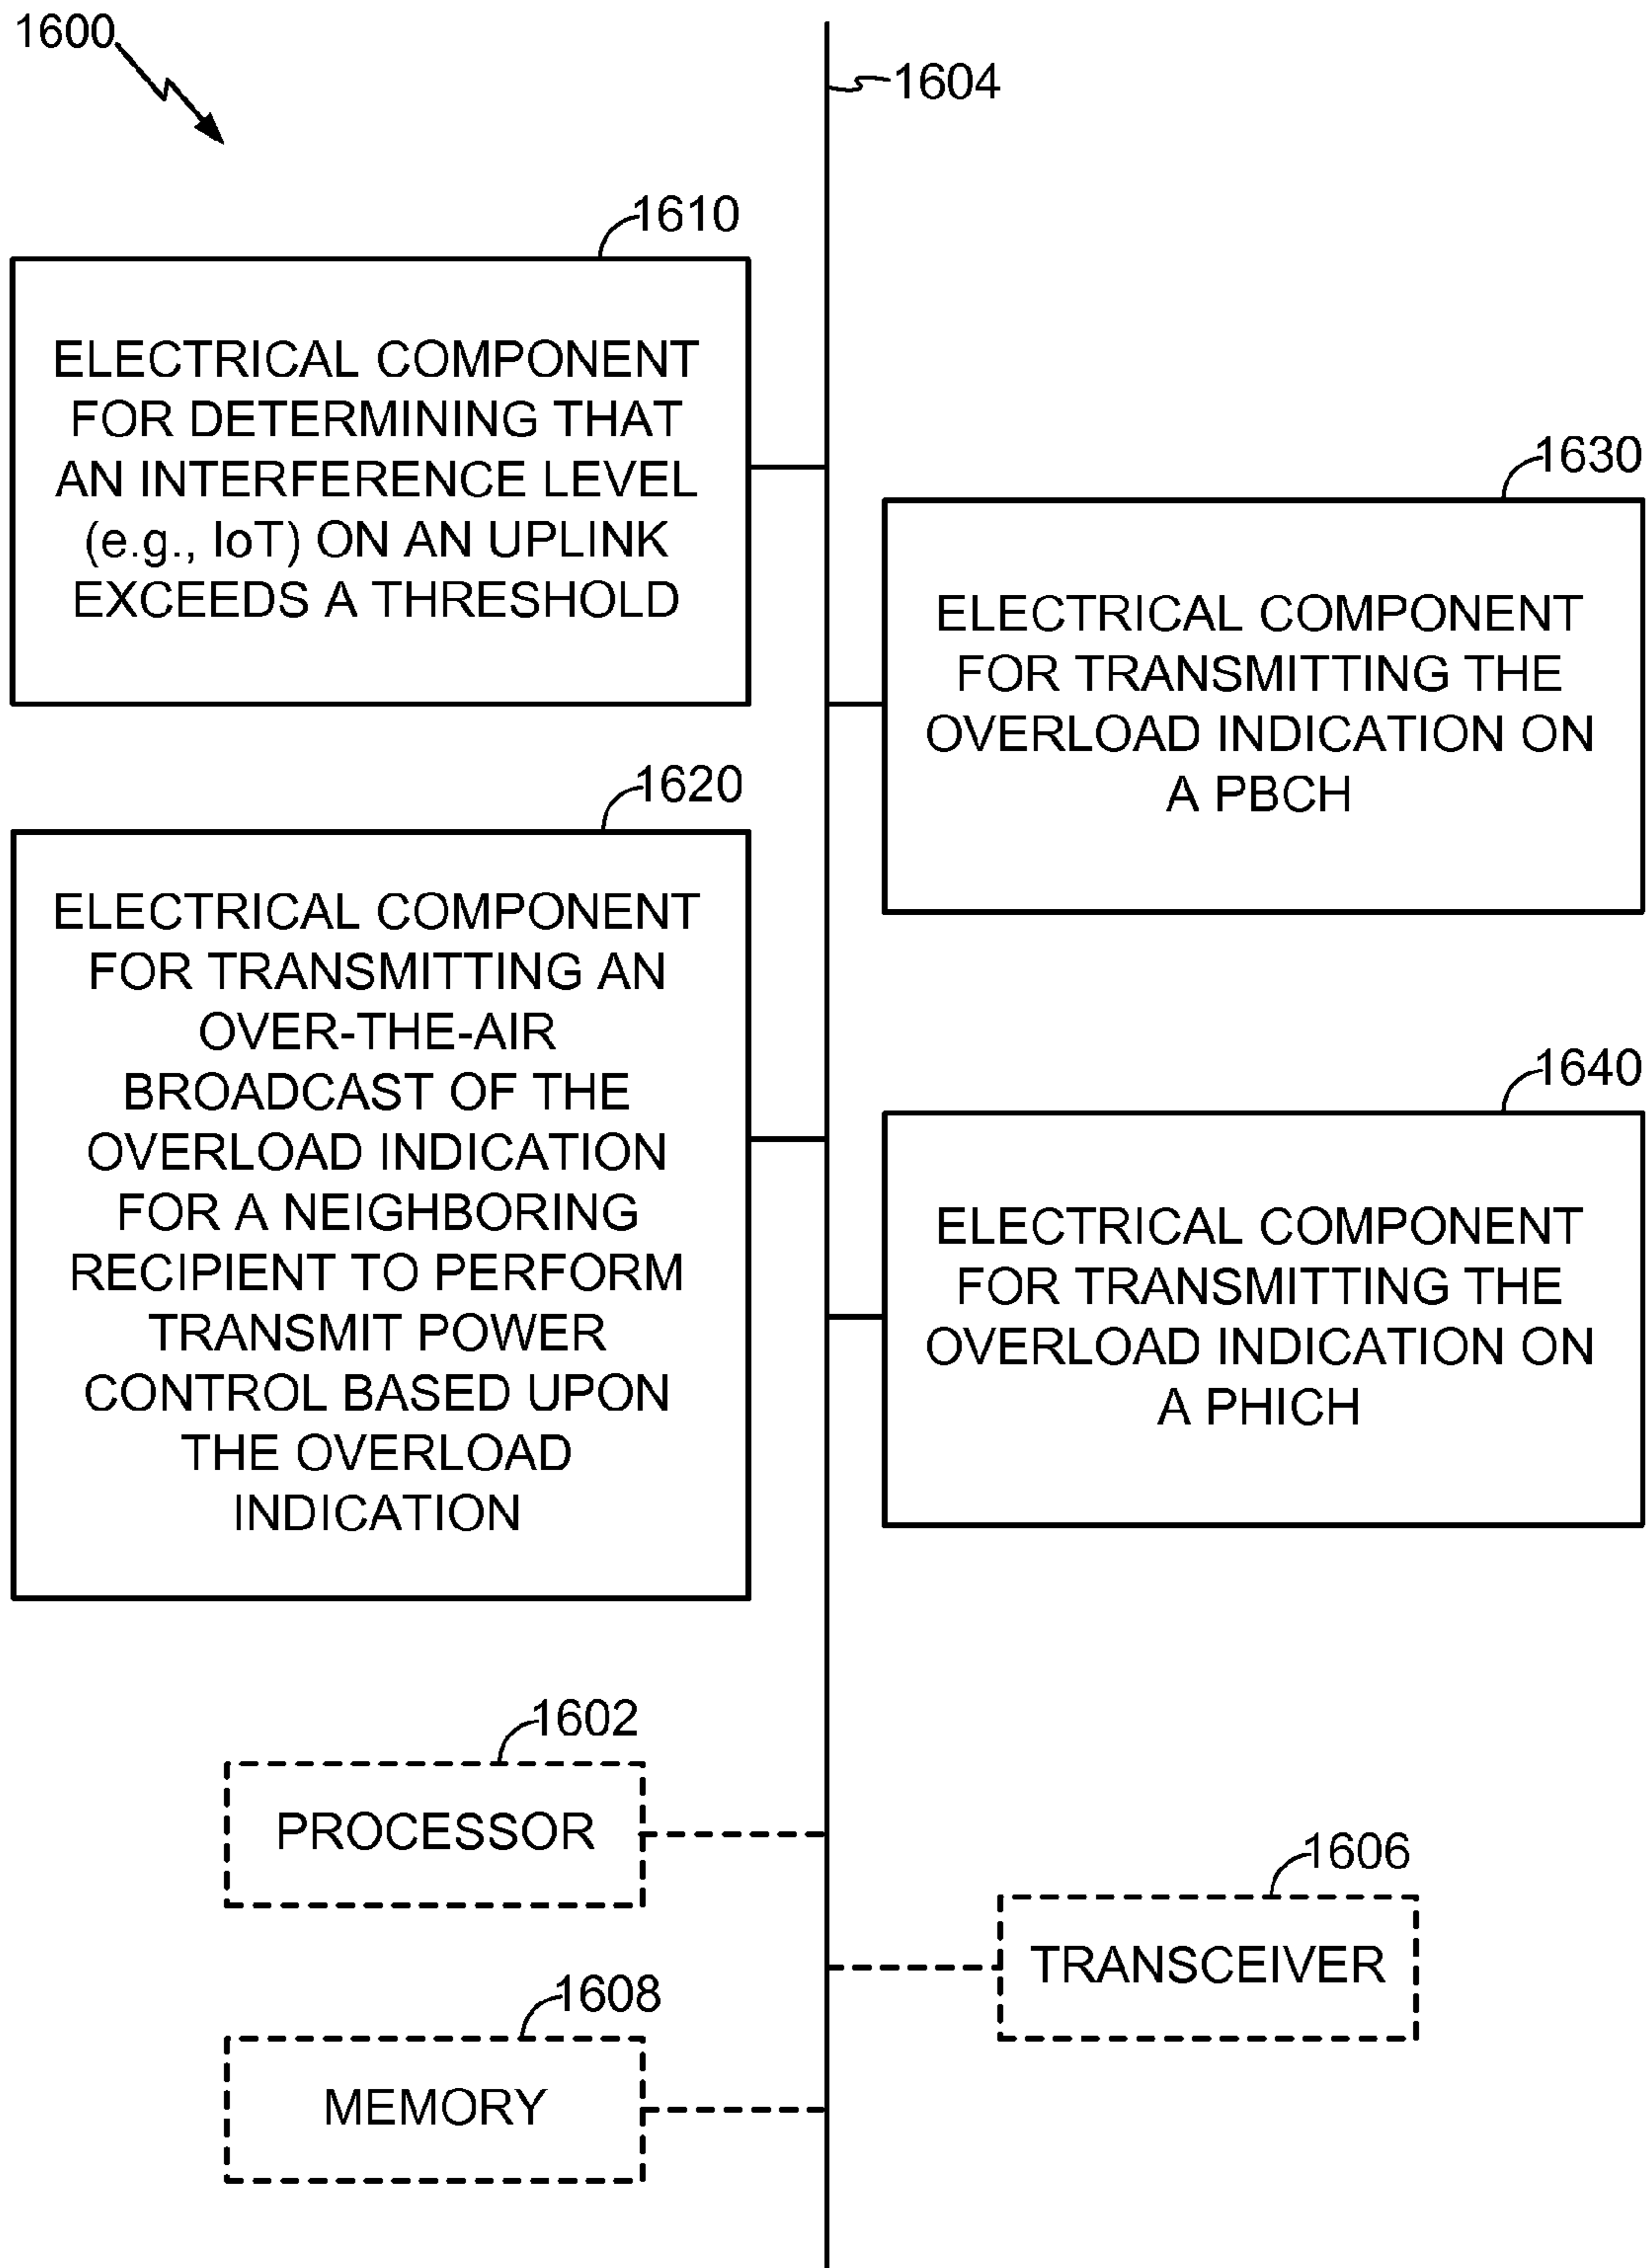 1600
1604
1610
ELECTRICAL COMPONENT
FOR DETERMINING THAT
AN INTERFERENCE LEVEL
(e.g., IoT) ON AN UPLINK
EXCEEDS A THRESHOLD
1630
ELECTRICAL COMPONENT
FOR TRANSMITTING THE
OVERLOAD INDICATION ON
A PBCH
1620
ELECTRICAL COMPONENT
FOR TRANSMITTING AN
OVER-THE-AIR
BROADCAST OF THE
OVERLOAD INDICATION
FOR A NEIGHBORING
RECIPIENT TO PERFORM
TRANSMIT POWER
CONTROL BASED UPON
THE OVERLOAD
INDICATION
1640
ELECTRICAL COMPONENT
FOR TRANSMITTING THE
OVERLOAD INDICATION ON
A PHICH
1602
PROCESSOR
1606
TRANSCEIVER
1608
MEMORY